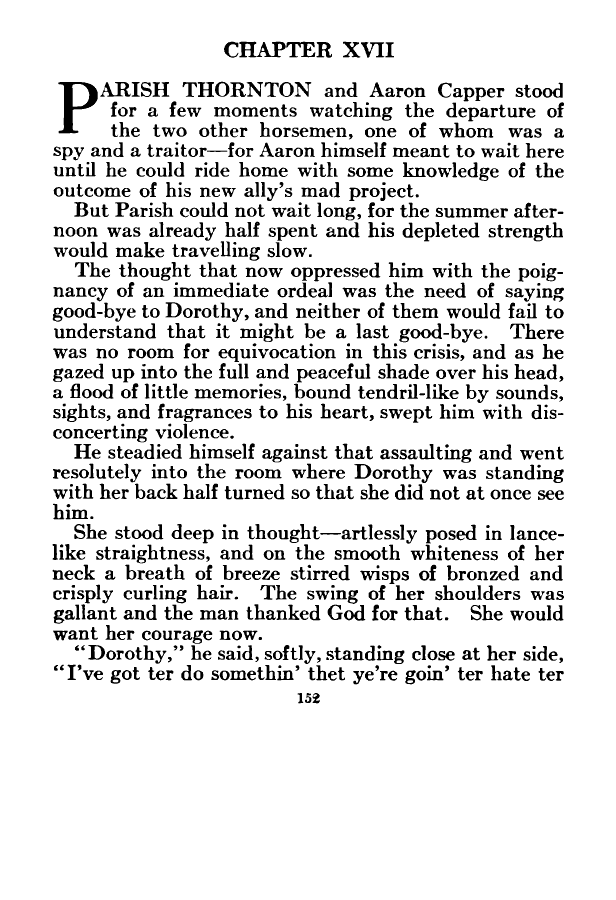 CHAPTER XVII
PARISH THORNTON and Aaron Capper stood
for a few moments watching the departure of
the two other horsemen, one of whom was a
spy and a traitor—for Aaron himself meant to wait here
until he could ride home with some knowledge of the
outcome of his new ally's mad project.
But Parish could not wait long, for the summer after-
noon was already half spent and his depleted strength
would make travelling slow.
The thought that now oppressed him with the poig-
nancy of an immediate ordeal was the need of saying
good-bye to Dorothy, and neither of them would fail to
understand that it might be a last good-bye. There
was no room for equivocation in this crisis, and as he
gazed up into the full and peaceful shade over his head,
a flood of little memories, bound tendril-like by sounds,
sights, and fragrances to his heart, swept him with dis-
concerting violence.
He steadied himself against that assaulting and went
resolutely into the room where Dorothy was standing
with her back half turned so that she did not at once see
him.
She stood deep in thought—artlessly posed in lance-
like straightness, and on the smooth whiteness of her
neck a breath of breeze stirred wisps of bronzed and
crisply curling hair. The swing of her shoulders was
gallant and the man thanked God for that. She would
want her courage now.
"Dorothy," he said, softly, standing close at her side,
"I've got ter do somethin' thet ye're goin' ter hate ter
152